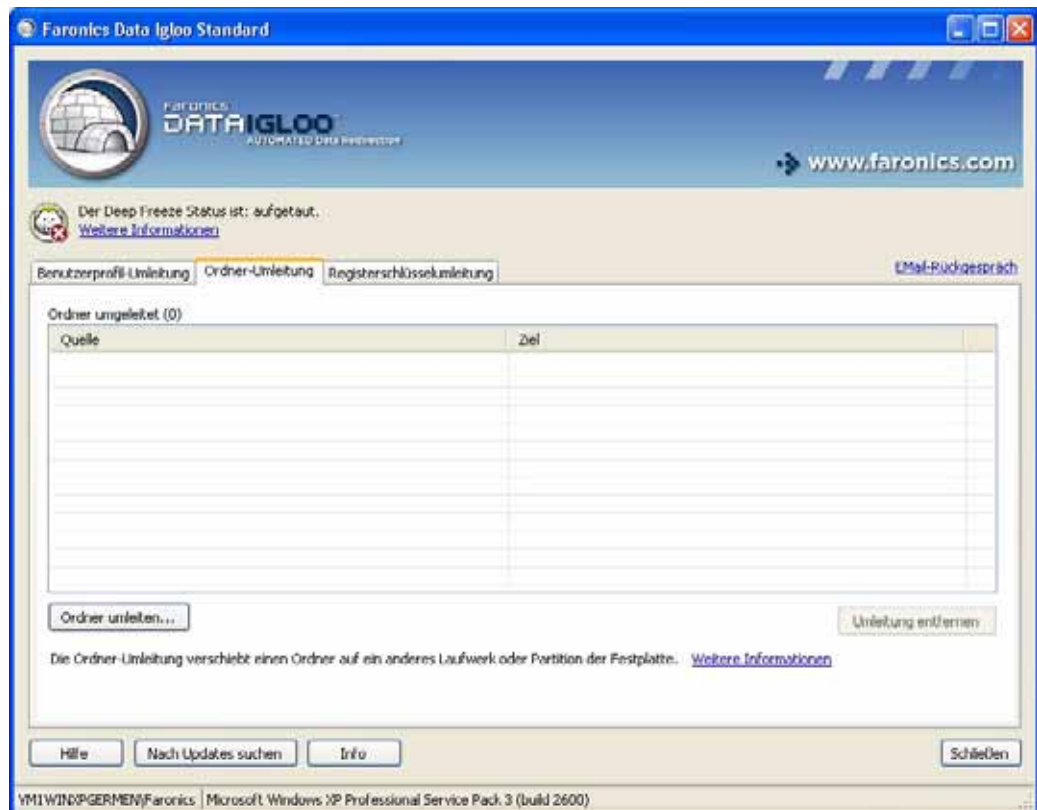 Faronics Data Igloo Standard
Faronics
DATAIGLOO
AUTOMATED Data Redirection
www.faronics.com
Der Deep Freeze Status ist: aufgetaut.
Weitere Informationen
Benutzerprofil-Umleitung
Ordner-Umleitung
Registerschlüsselumleitung
EMail-Rückgespräch
Ordner umgeleitet (0)
Quelle
Ziel
Ordner umleiten...
Umleitung entfernen
Die Ordner-Umleitung verschiebt einen Ordner auf ein anderes Laufwerk oder Partition der Festplatte. Weitere Informationen
Hilfe
Nach Updates suchen
Info
Schließen
VM1WINXPGERMEN\Faronics
Microsoft Windows XP Professional Service Pack 3 (build 2600)